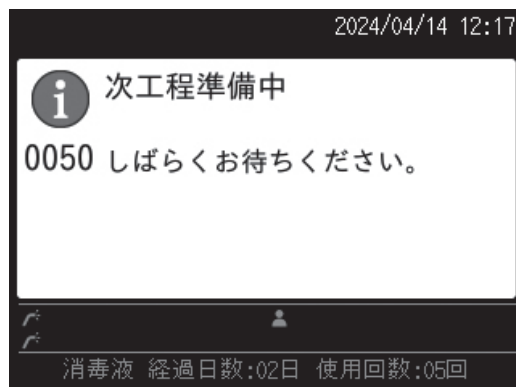 2024/04/14 12:17
次工程準備中
0050 しばらくお待ちください。
消毒液 経過日数:02日 使用回数:05回